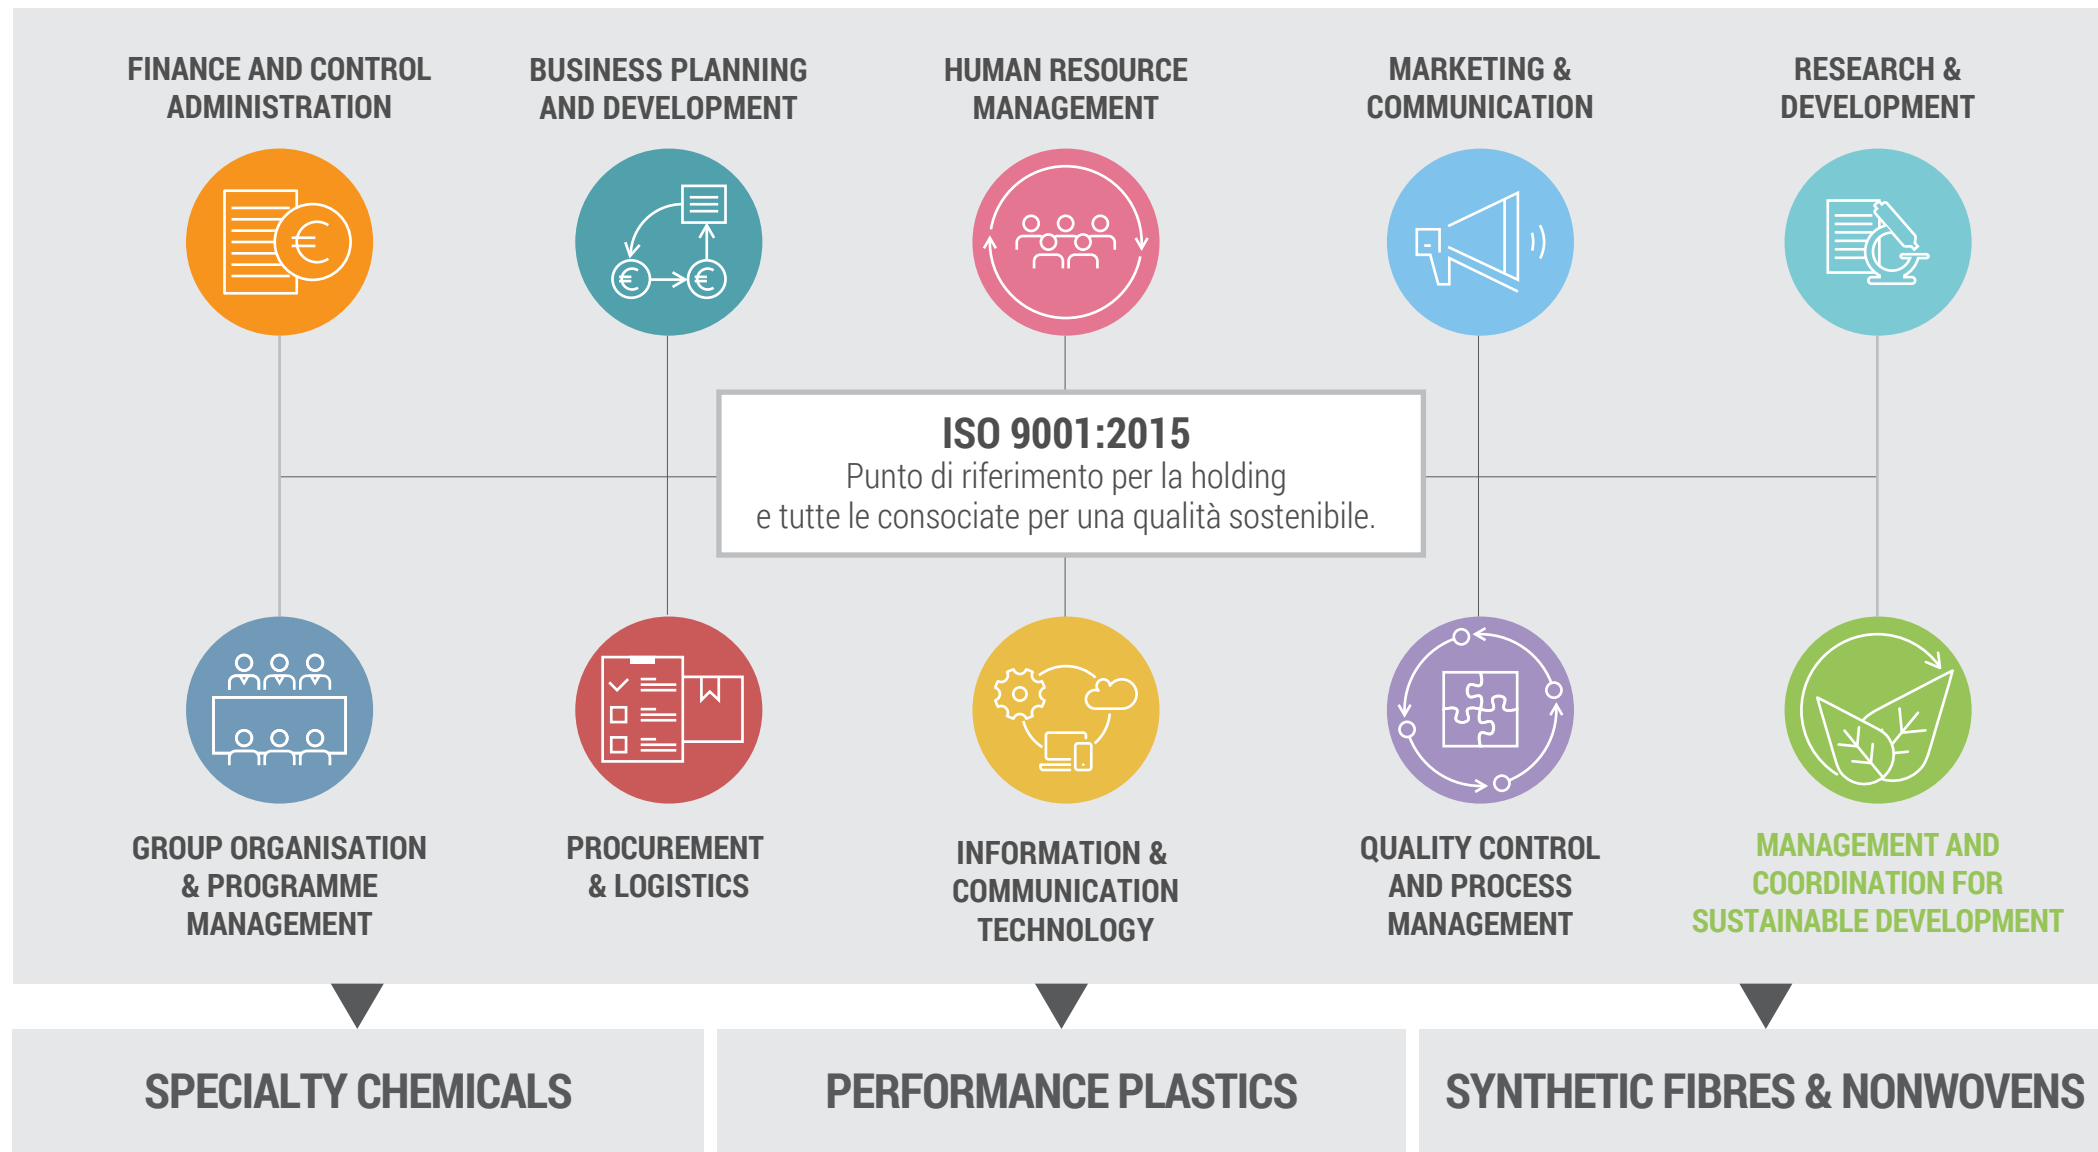 FINANCE AND CONTROL
ADMINISTRATION
BUSINESS PLANNING
AND DEVELOPMENT
HUMAN RESOURCE
MANAGEMENT
MARKETING &
COMMUNICATION
RESEARCH &
DEVELOPMENT
ISO 9001:2015
Punto di riferimento per la holding
e tutte le consociate per una qualità sostenibile.
GROUP ORGANISATION
& PROGRAMME
MANAGEMENT
PROCUREMENT
& LOGISTICS
INFORMATION &
COMMUNICATION
TECHNOLOGY
QUALITY CONTROL
AND PROCESS
MANAGEMENT
MANAGEMENT AND
COORDINATION FOR
SUSTAINABLE DEVELOPMENT
SPECIALTY CHEMICALS
PERFORMANCE PLASTICS
SYNTHETIC FIBRES & NONWOVENS